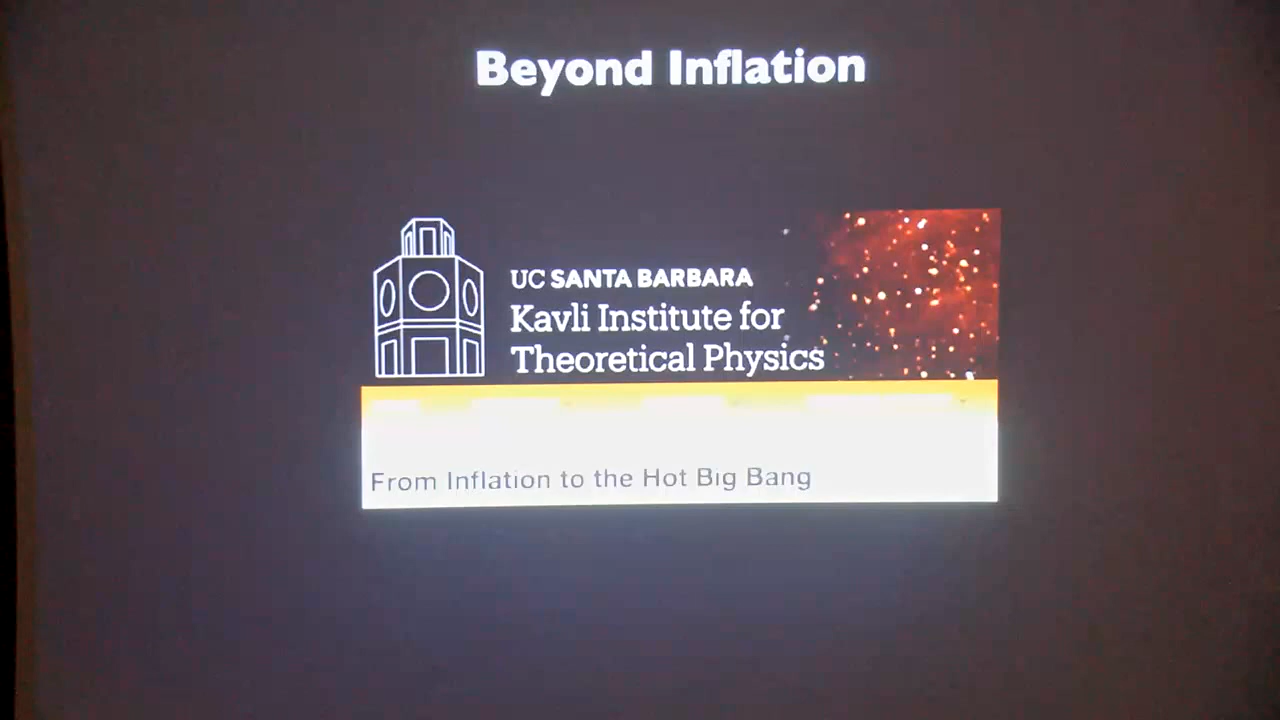 Beyond Inflation
UC SANTA BARBARA
Kavli Institute for
Theoretical Physics
From Inflation to the Hot Big Bang